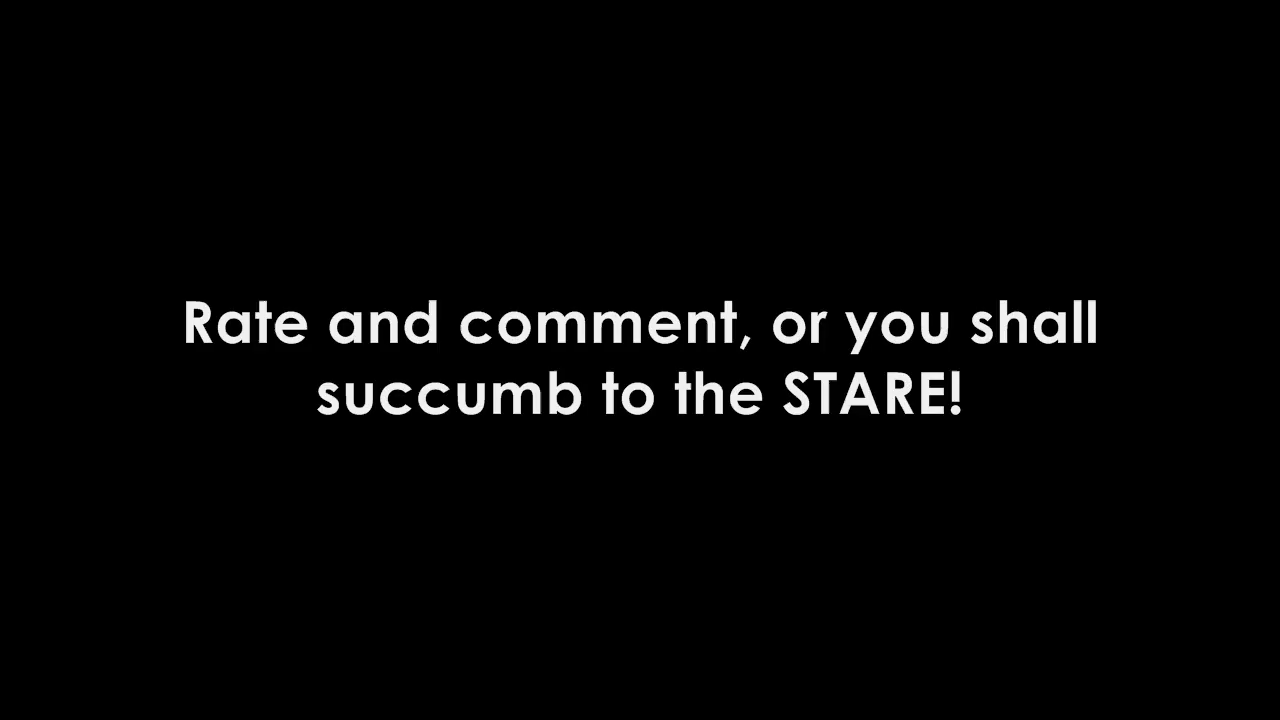 Rate and comment, or you shall
succumb to the STARE!